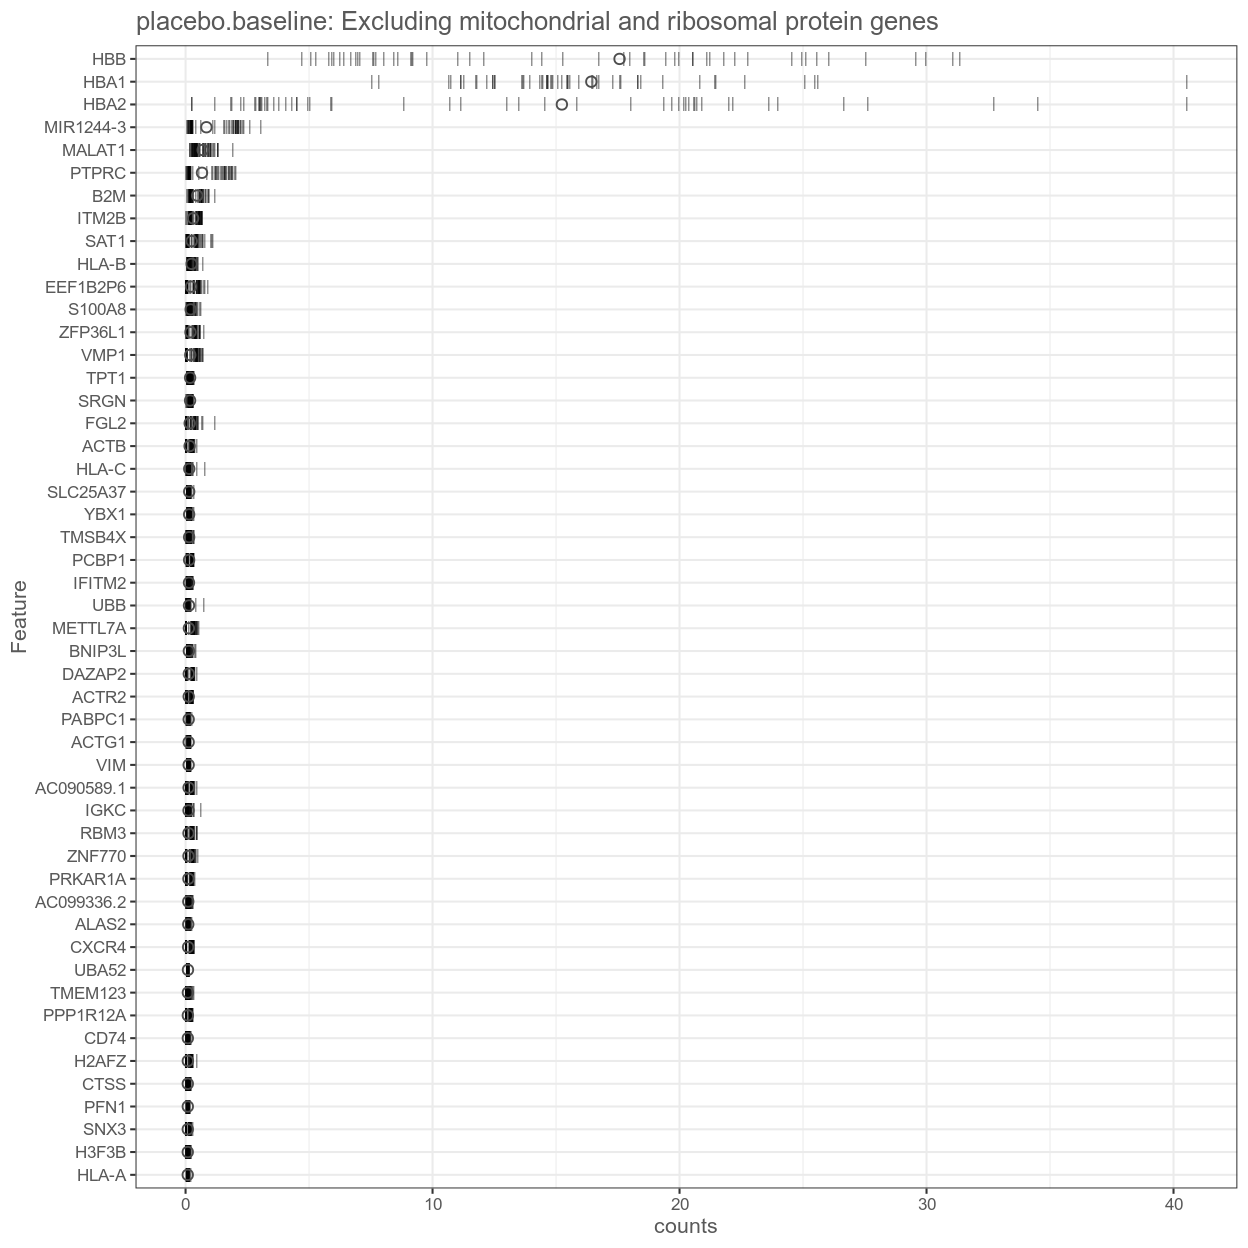 placebo.baseline: Excluding mitochondrial and ribosomal protein genes
HBB
HBA1
HBA2
MIR1244-3
MALAT1
PTPRC
B2M
ITM2B
SAT1
HLA-B
EEF1B2P6
S100A8
ZFP36L1
VMP1
TPT1
SRGN
FGL2
ACTB
HLA-C
SLC25A37
YBX1
TMSB4X
PCBP1
IFITM2
UBB
METTL7A
BNIP3L
DAZAP2
ACTR2
PABPC1
ACTG1
VIM
AC090589.1
IGKC
RBM3
ZNF770
PRKAR1A
AC099336.2
ALAS2
CXCR4
UBA52
TMEM123
PPP1R12A
CD74
H2AFZ
CTSS
PFN1
SNX3
H3F3B
HLA-A
Feature
0 10 20 30 40
counts